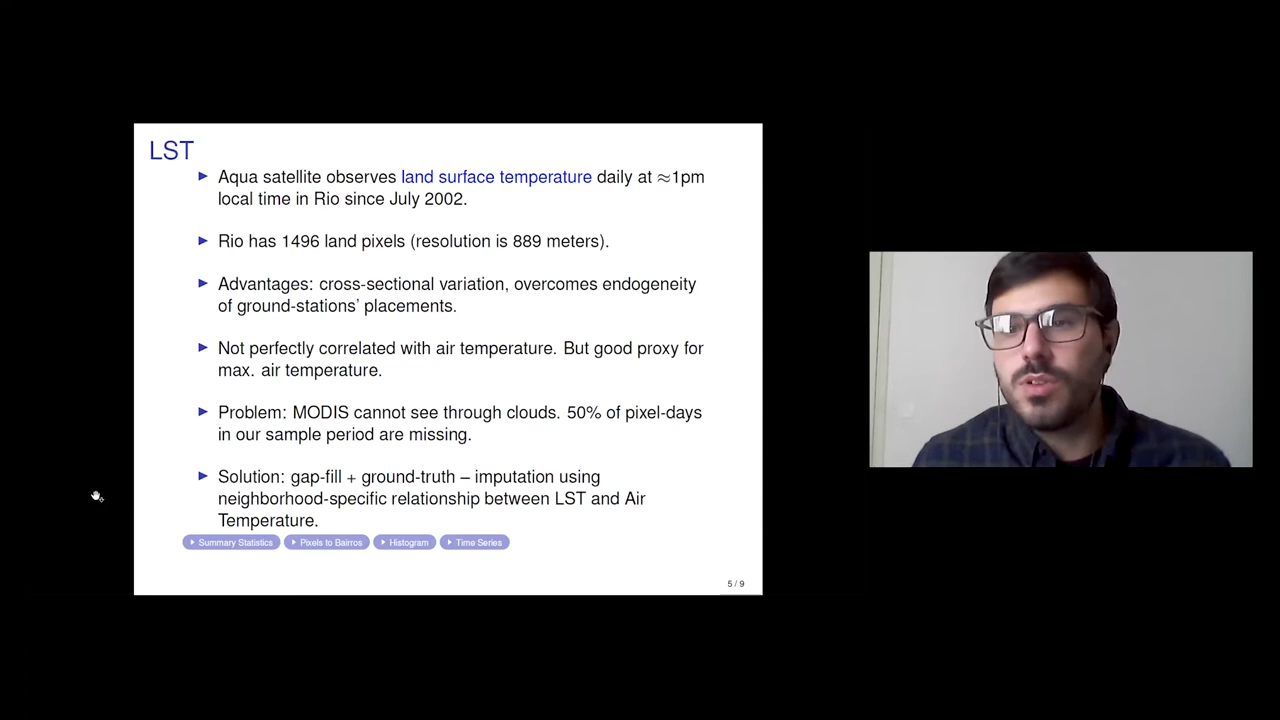 LST
Aqua satellite observes land surface temperature daily at ≈1pm
local time in Rio since July 2002.
Rio has 1496 land pixels (resolution is 889 meters).
Advantages: cross-sectional variation, overcomes endogeneity
of ground-stations' placements.
Not perfectly correlated with air temperature. But good proxy for
max. air temperature.
Problem: MODIS cannot see through clouds. 50% of pixel-days
in our sample period are missing.
Solution: gap-fill + ground-truth – imputation using
neighborhood-specific relationship between LST and Air
Temperature.
Summary Statistics Pixels to Bairros Histogram Time Series
5 / 9